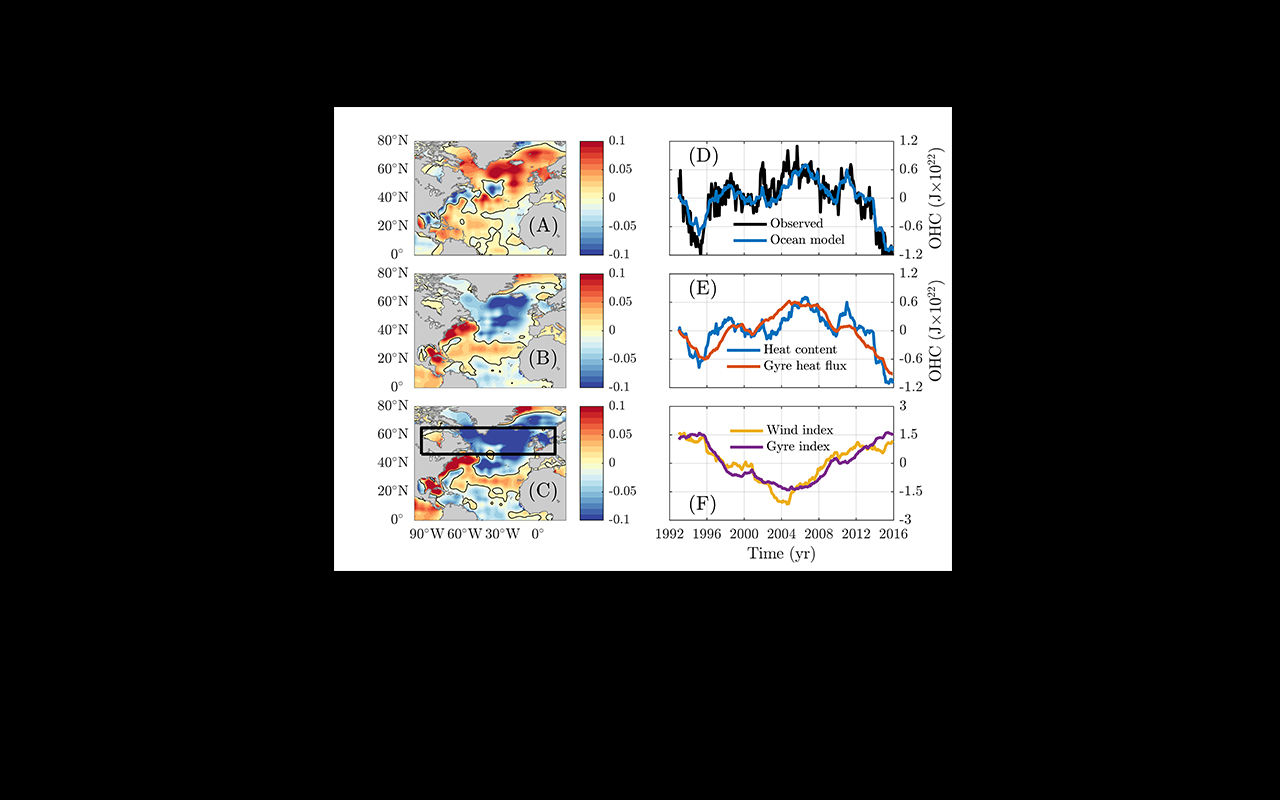 80°N
60°N
40°N
20°N
0°
(A)
0.1
0.05
0
-0.05
-0.1
80°N
60°N
40°N
20°N
0°
(B)
0.1
0.05
0
-0.05
-0.1
80°N
60°N
40°N
20°N
0°
(C)
90°W 60°W 30°W 0°
0.1
0.05
0
-0.05
-0.1
(D)
Observed
Ocean model
1.2
0.6
0
-0.6
-1.2
OHC (J×10²²)
(E)
Heat content
Gyre heat flux
1.2
0.6
0
-0.6
-1.2
OHC (J×10²²)
Wind index
Gyre index
(F)
3
1.5
0
-1.5
-3
1992 1996 2000 2004 2008 2012 2016
Time (yr)